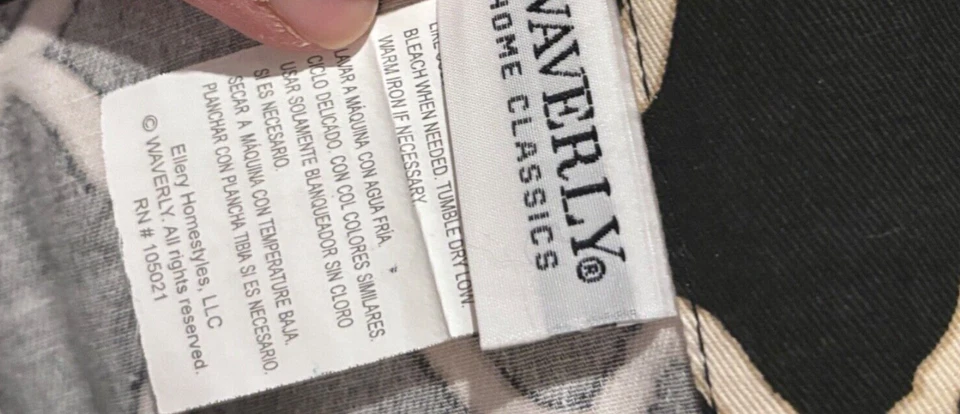 WAVERLY®
HOME CLASSICS
BLEACH WHEN NEEDED. TUMBLE DRY LOW.
WARM IRON IF NECESSARY.
LAVAR A MÁQUINA CON AGUA FRÍA.
CICLO DELICADO. CON COL COLORES SIMILARES.
USAR SOLAMENTE BLANQUEADOR SIN CLORO
SI ES NECESARIO.
SECAR A MÁQUINA CON TEMPERATURE BAJA.
PLANCHAR CON PLANCHA TIBIA SI ES NECESARIO.
Ellery Homestyles, LLC
© WAVERLY. All rights reserved.
RN # 105021